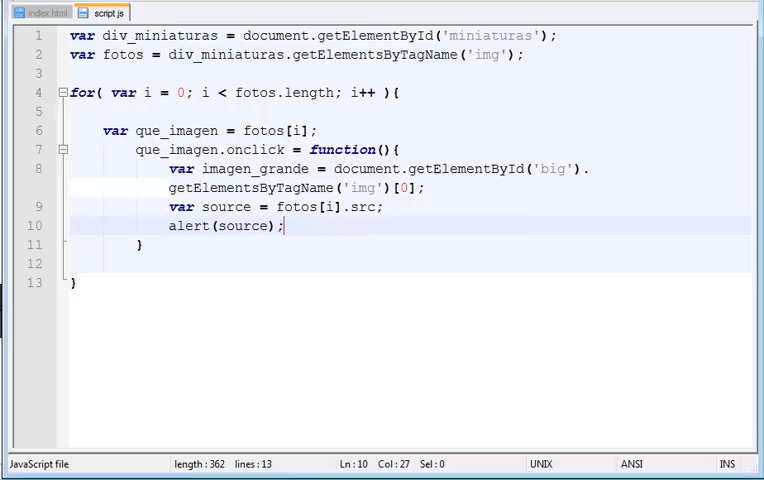 index.html script.js
1 var div_miniaturas = document.getElementById('miniaturas');
2 var fotos = div_miniaturas.getElementsByTagName('img');
3
4 for( var i = 0; i < fotos.length; i++ ){
5
6 var que_imagen = fotos[i];
7 que_imagen.onclick = function(){
8 var imagen_grande = document.getElementById('big').
getElementsByTagName('img')[0];
9 var source = fotos[i].src;
10 alert(source);
11 }
12
13 }
JavaScript file length : 362 lines : 13 Ln : 10 Col : 27 Sel : 0 UNIX ANSI INS